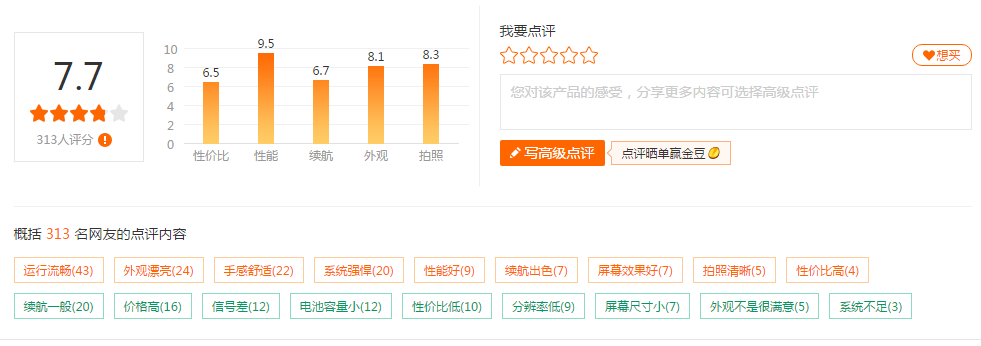 7.7
313人评分
10
8
6
4
2
0
6.5
9.5
6.7
8.1
8.3
性价比
性能
续航
外观
拍照
我要点评
想买
您对该产品的感受，分享更多内容可选择高级点评
写高级点评
点评晒单赢金豆
概括 313 名网友的点评内容
运行流畅(43) 外观漂亮(24) 手感舒适(22) 系统强悍(20) 性能好(9) 续航出色(7) 屏幕效果好(7) 拍照清晰(5) 性价比高(4)
续航一般(20) 价格高(16) 信号差(12) 电池容量小(12) 性价比低(10) 分辨率低(9) 屏幕尺寸小(7) 外观不是很满意(5) 系统不足(3)